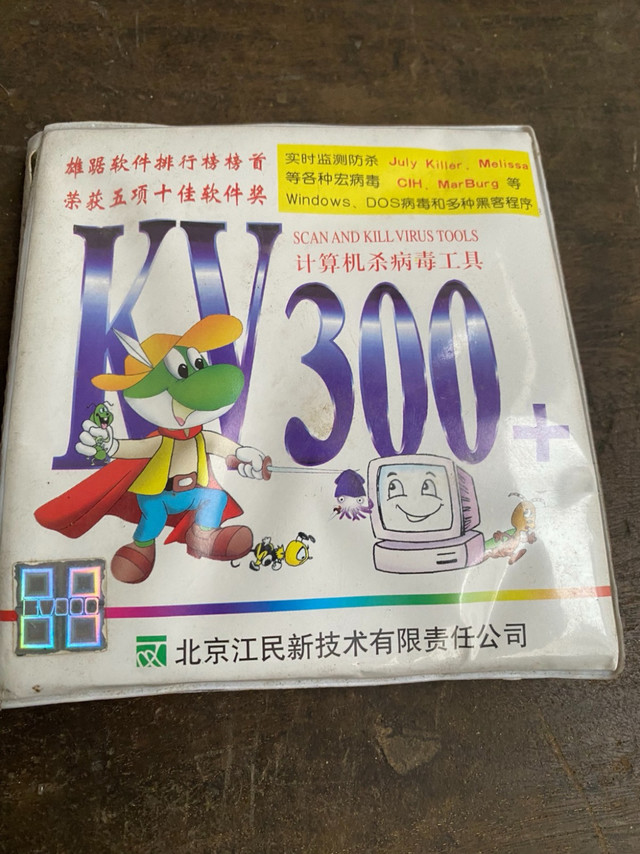 雄踞软件排行榜榜首
荣获五项十佳软件奖
实时监测防杀 July Killer、Melissa
等各种宏病毒 CIH、MarBurg 等
Windows、DOS病毒和多种黑客程序
SCAN AND KILL VIRUS TOOLS
计算机杀病毒工具
KV300+
KV300
北京江民新技术有限责任公司